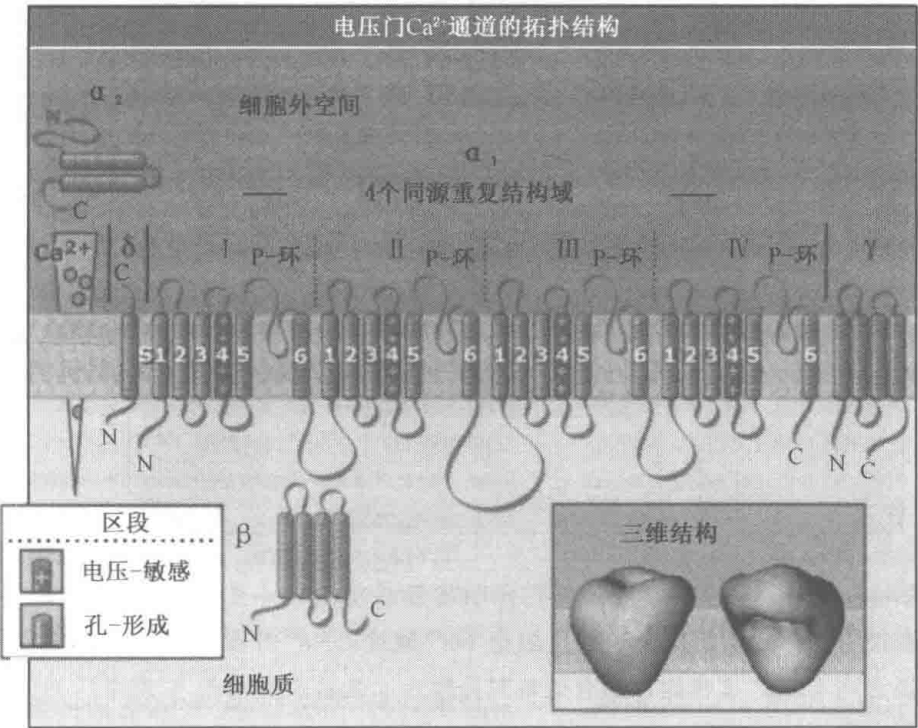 电压门Ca²⁺通道的拓扑结构
α₂
细胞外空间
N
α₁
4个同源重复结构域
C
Ca²⁺
δ
C
I
P-环
II
P-环
III
P-环
IV
P-环
γ
S1 2 3 4 5 6 1 2 3 4 5 6 1 2 3 4 5 6 1 2 3 4 5 6
N
N
C
N
C
区段
电压-敏感
孔-形成
β
N
C
细胞质
三维结构